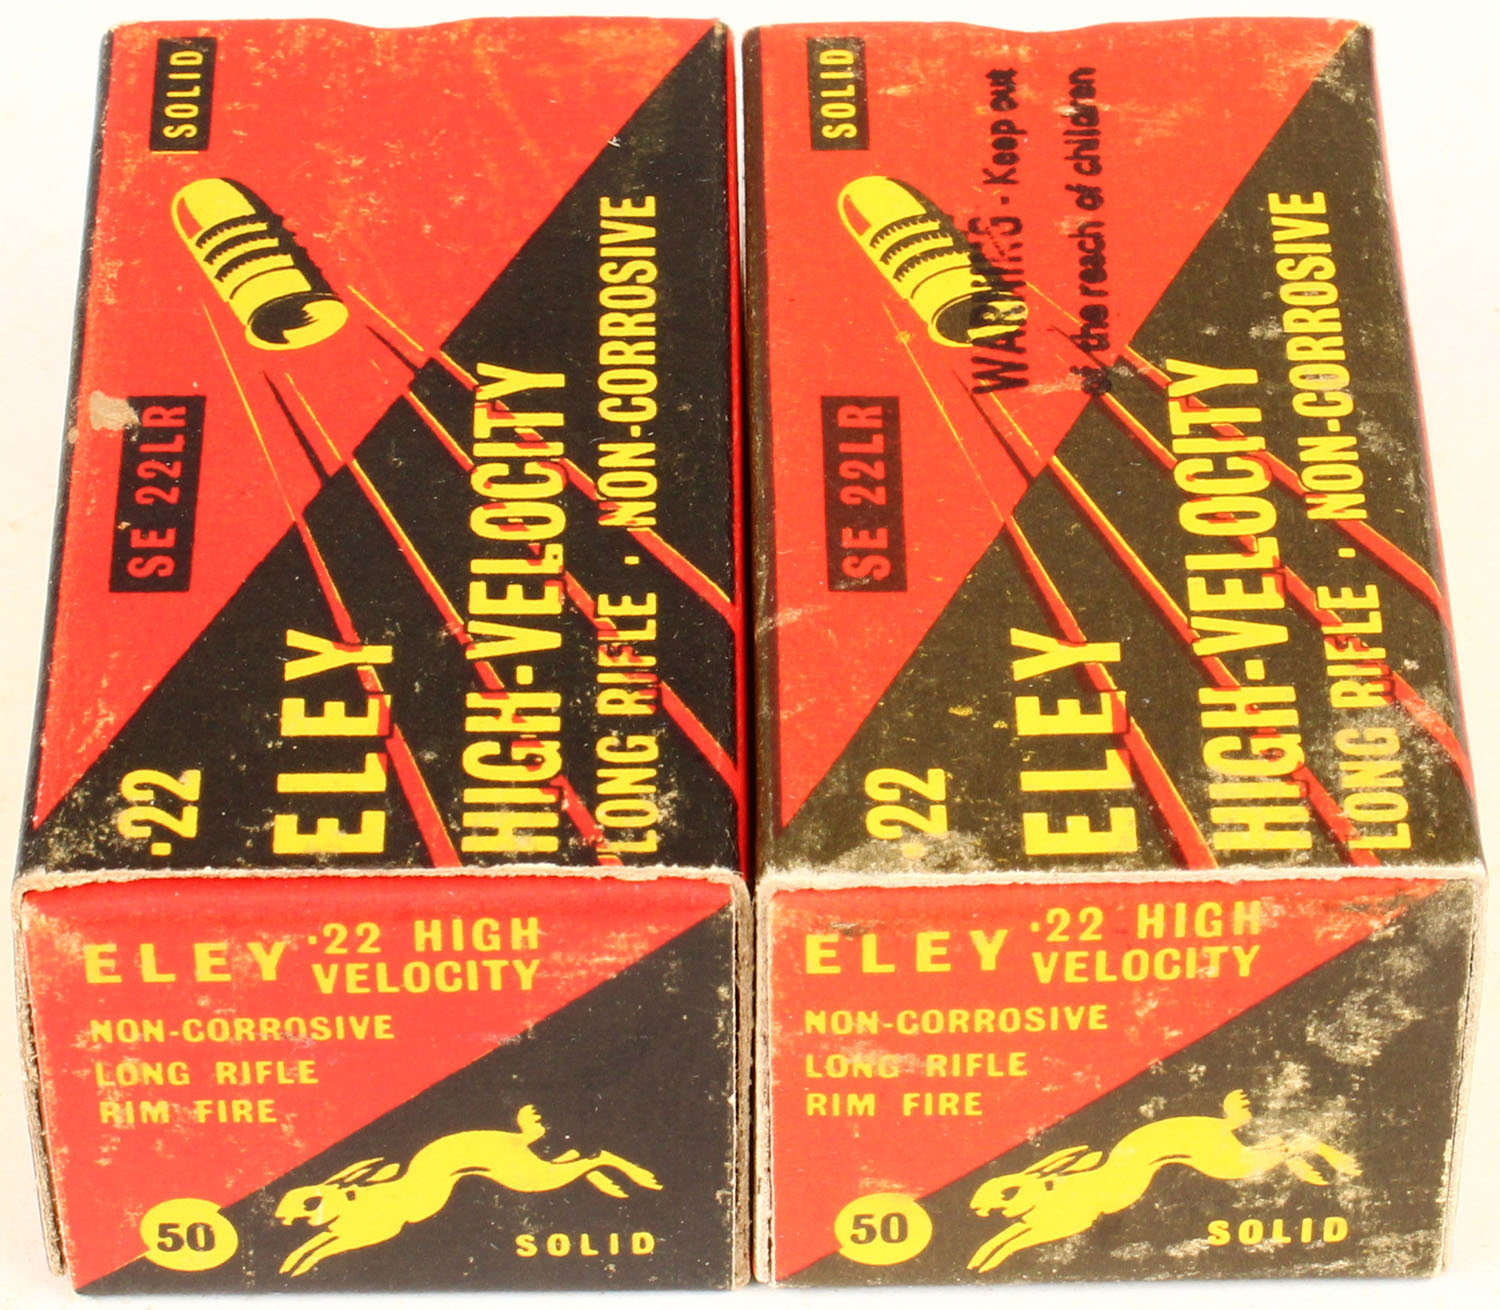 SOLID
SE 22LR
.22
ELEY
HIGH-VELOCITY
LONG RIFLE · NON-CORROSIVE
ELEY .22 HIGH
VELOCITY
NON-CORROSIVE
LONG RIFLE
RIM FIRE
50
SOLID
SOLID
WARNING - Keep out
of the reach of children
SE 22LR
.22
ELEY
HIGH-VELOCITY
LONG RIFLE · NON-CORROSIVE
ELEY .22 HIGH
VELOCITY
NON-CORROSIVE
LONG RIFLE
RIM FIRE
50
SOLID